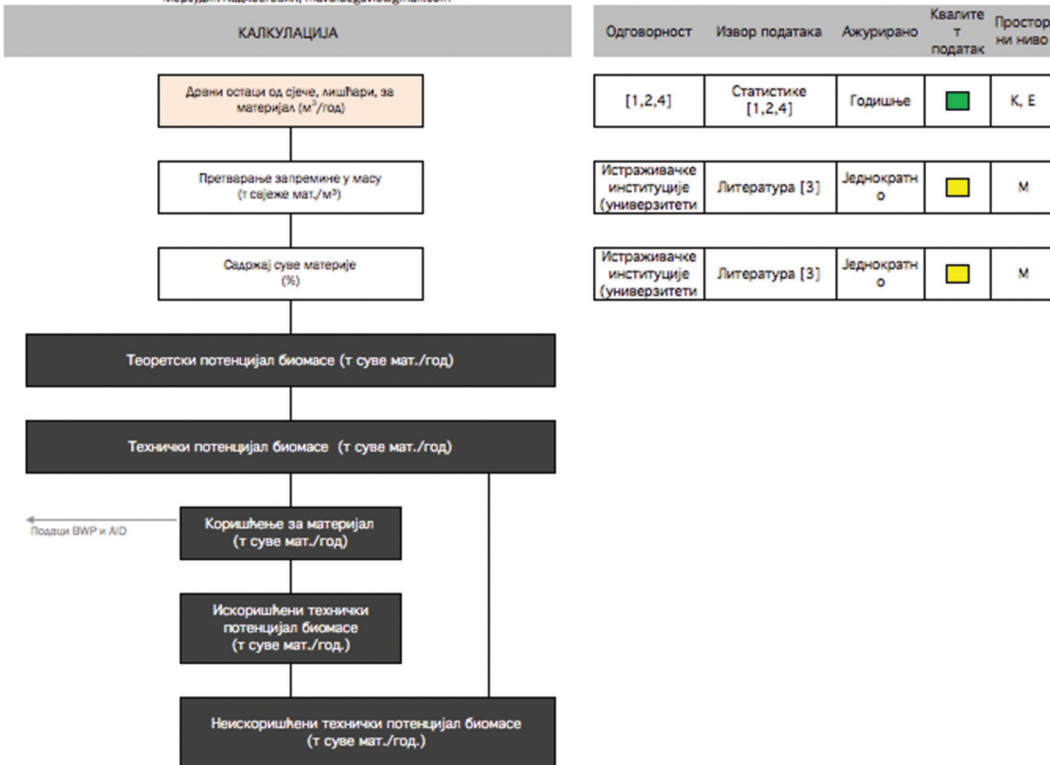 КАЛКУЛАЦИЈА
Одговорност
Извор података
Ажурирано
Квалите
т
податак
Простор
ни ниво
Дрвни остаци од сјече, лишћари, за
материјал (м³/год)
[1,2,4]
Статистике
[1,2,4]
Годишње
К, Е
Претварање запремине у масу
(т свјеже мат./м³)
Истраживачке
институције
(универзитети
Литература [3]
Једнократн
о
М
Садржај суве материје
(%)
Истраживачке
институције
(универзитети
Литература [3]
Једнократн
о
М
Теоретски потенцијал биомасе (т суве мат./год)
Технички потенцијал биомасе (т суве мат./год)
Подаци BWP и AID
Коришћење за материјал
(т суве мат./год)
Искоришћени технички
потенцијал биомасе
(т суве мат./год.)
Неискоришћени технички потенцијал биомасе
(т суве мат./год.)